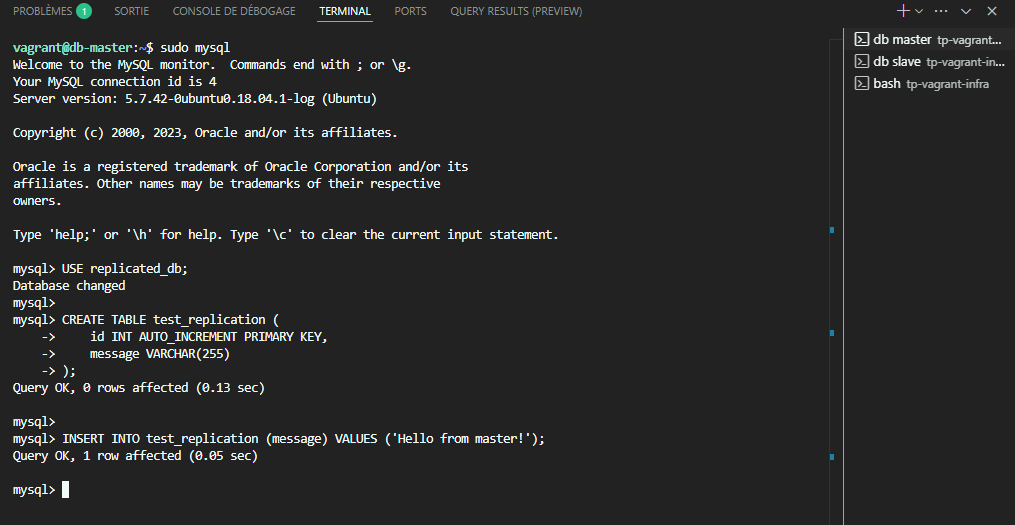 PROBLÈMES 1 SORTIE CONSOLE DE DÉBOGAGE TERMINAL PORTS QUERY RESULTS (PREVIEW)
vagrant@db-master:~$ sudo mysql
Welcome to the MySQL monitor.  Commands end with ; or \g.
Your MySQL connection id is 4
Server version: 5.7.42-0ubuntu0.18.04.1-log (Ubuntu)
Copyright (c) 2000, 2023, Oracle and/or its affiliates.
Oracle is a registered trademark of Oracle Corporation and/or its
affiliates. Other names may be trademarks of their respective
owners.
Type 'help;' or '\h' for help. Type '\c' to clear the current input statement.
mysql> USE replicated_db;
Database changed
mysql>
mysql> CREATE TABLE test_replication (
    ->     id INT AUTO_INCREMENT PRIMARY KEY,
    ->     message VARCHAR(255)
    -> );
Query OK, 0 rows affected (0.13 sec)
mysql>
mysql> INSERT INTO test_replication (message) VALUES ('Hello from master!');
Query OK, 1 row affected (0.05 sec)
mysql>
db master tp-vagrant...
db slave tp-vagrant-in...
bash tp-vagrant-infra